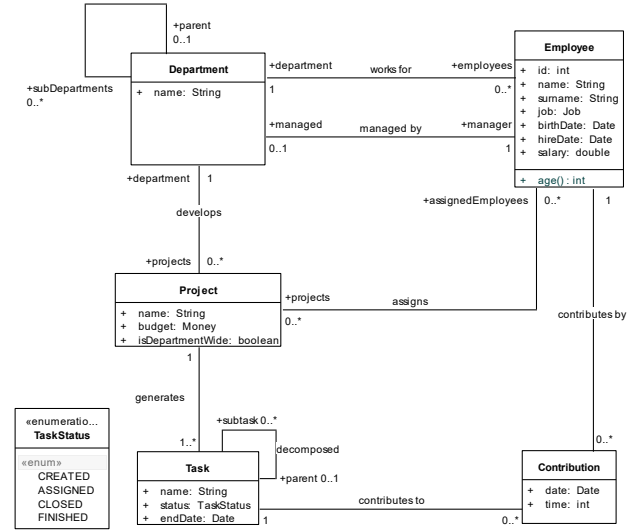 +parent
0..1
+subDepartments
0..*
Department
+ name: String
+department
1
works for
+employees
0..*
+managed
0..1
managed by
+manager
1
Employee
+ id: int
+ name: String
+ surname: String
+ job: Job
+ birthDate: Date
+ hireDate: Date
+ salary: double
+ age() : int
+department 1
develops
+projects 0..*
+assignedEmployees 0..*
1
Project
+ name: String
+ budget: Money
+ isDepartmentWide: boolean
+projects
0..*
assigns
contributes by
1
generates
1..*
+subtask 0..*
decomposed
+parent 0..1
«enumeratio...
TaskStatus
«enum»
CREATED
ASSIGNED
CLOSED
FINISHED
Task
+ name: String
+ status: TaskStatus
+ endDate: Date
contributes to
1
0..*
0..*
Contribution
+ date: Date
+ time: int